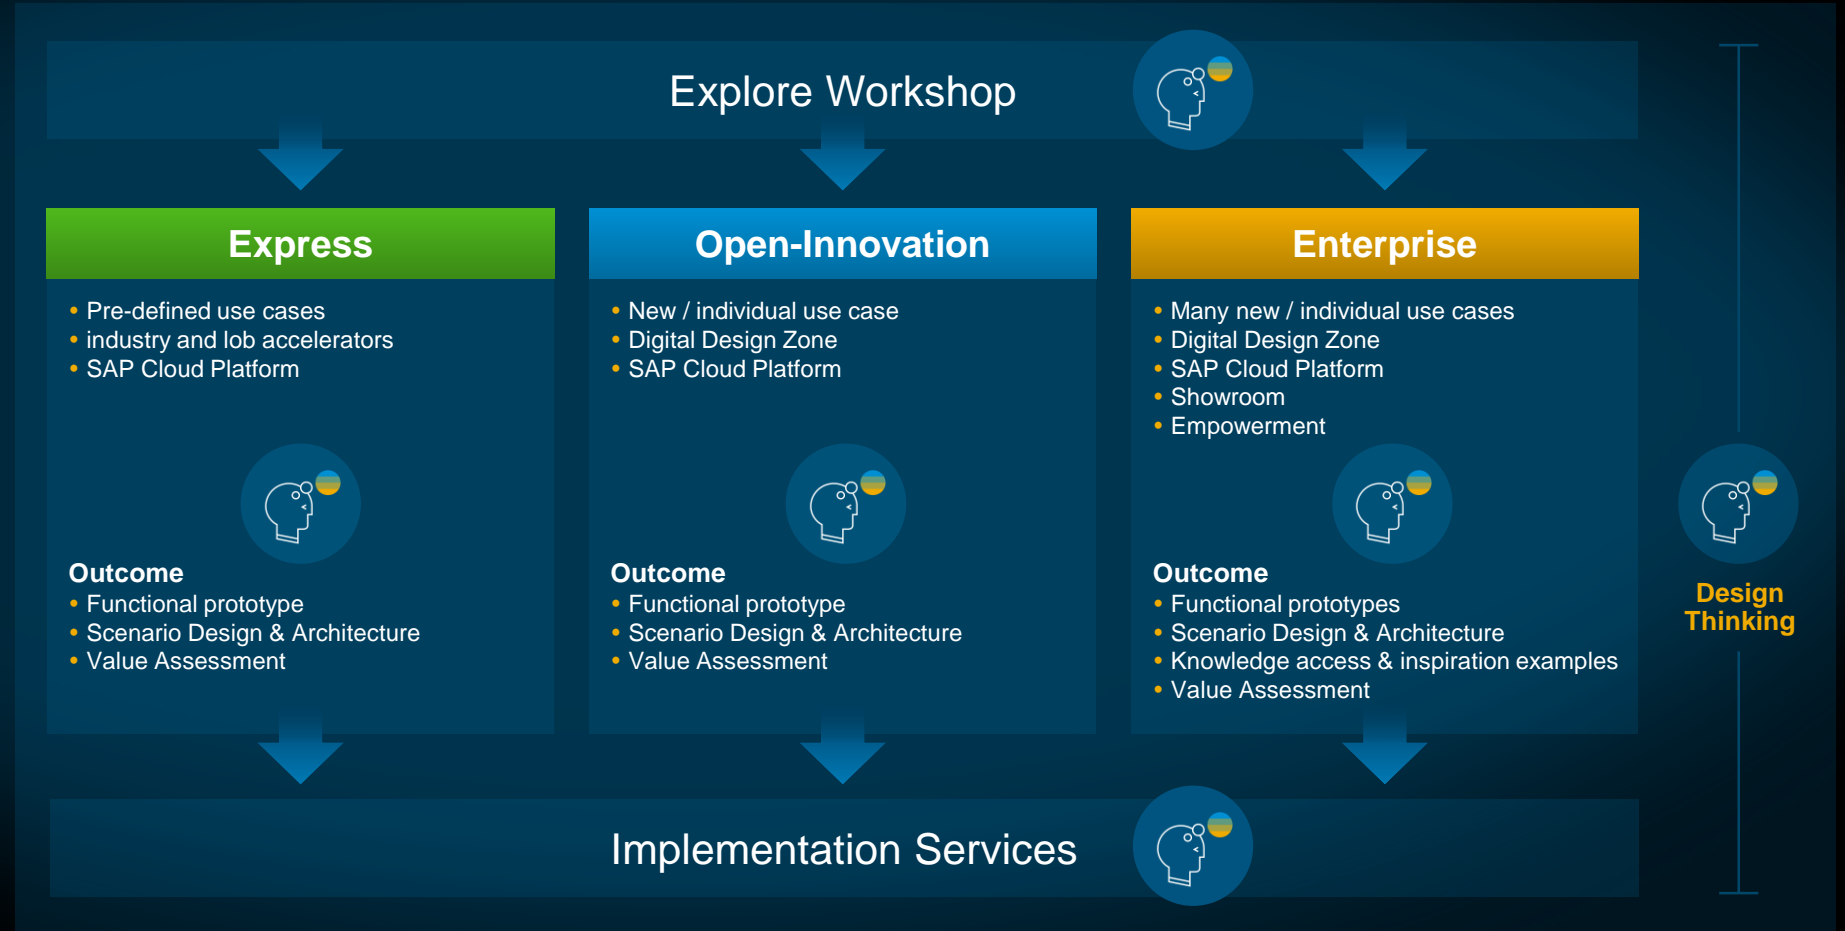 Explore Workshop
Express
• Pre-defined use cases
• industry and lob accelerators
• SAP Cloud Platform
Outcome
• Functional prototype
• Scenario Design & Architecture
• Value Assessment
Open-Innovation
• New / individual use case
• Digital Design Zone
• SAP Cloud Platform
Outcome
• Functional prototype
• Scenario Design & Architecture
• Value Assessment
Enterprise
• Many new / individual use cases
• Digital Design Zone
• SAP Cloud Platform
• Showroom
• Empowerment
Outcome
• Functional prototypes
• Scenario Design & Architecture
• Knowledge access & inspiration examples
• Value Assessment
Design
Thinking
Implementation Services